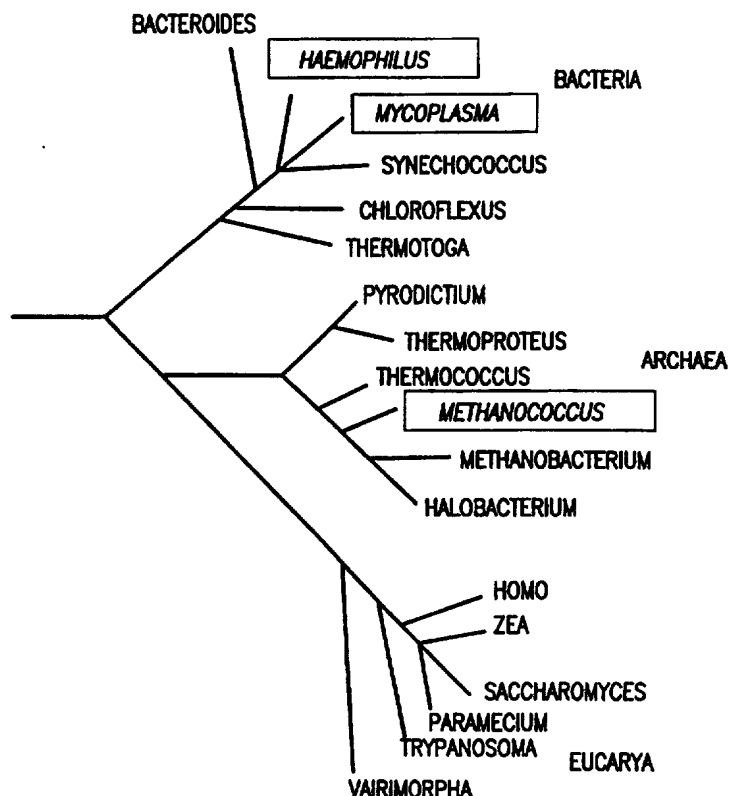 BACTEROIDES
HAEMOPHILUS
BACTERIA
MYCOPLASMA
SYNECHOCOCCUS
CHLOROFLEXUS
THERMOTOGA
PYRODICTIUM
THERMOPROTEUS
ARCHAEA
THERMOCOCCUS
METHANOCOCCUS
METHANOBACTERIUM
HALOBACTERIUM
HOMO
ZEA
SACCHAROMYCES
PARAMECIUM
TRYPANOSOMA
EUCARYA
VAIRIMORPHA